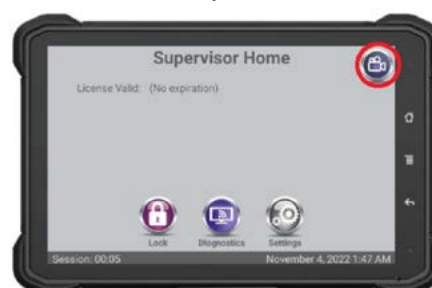 Supervisor Home
License Valid: (No expiration)
Lock Diagnostics Settings
Session: 00:05 November 4, 2022 1:47 AM